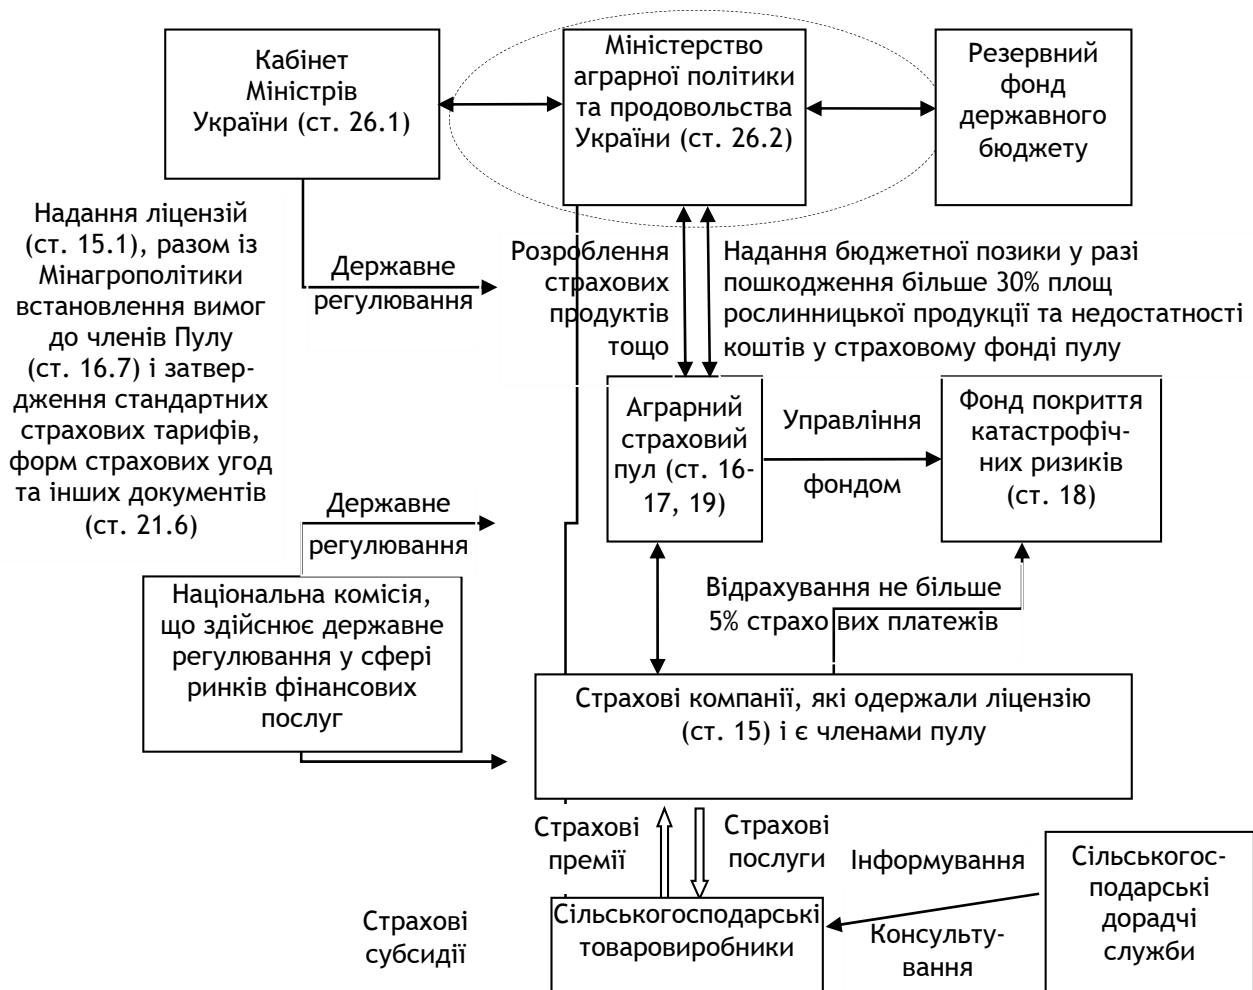 Кабінет
Міністрів
України (ст. 26.1)
Міністерство
аграрної політики
та продовольства
України (ст. 26.2)
Резервний
фонд
державного
бюджету
Надання ліцензій
(ст. 15.1), разом із
Мінагрополітики
встановлення вимог
до членів Пулу
(ст. 16.7) і затвер-
дження стандартних
страхових тарифів,
форм страхових угод
та інших документів
(ст. 21.6)
Державне
регулювання
Розроблення
страхових
продуктів
тощо
Надання бюджетної позики у разі
пошкодження більше 30% площ
рослинницької продукції та недостатності
коштів у страховому фонді пулу
Аграрний
страховий
пул (ст. 16-
17, 19)
Управління
фондом
Фонд покриття
катастрофіч-
них ризиків
(ст. 18)
Державне
регулювання
Національна комісія,
що здійснює державне
регулювання у сфері
ринків фінансових
послуг
Відрахування не більше
5% страхо вих платежів
Страхові компанії, які одержали ліцензію
(ст. 15) і є членами пулу
Страхові
премії
Страхові
послуги
Інформування
Сільськогос-
подарські
дорадчі
служби
Страхові
субсидії
Сільськогосподарські
товаровиробники
Консульту-
вання